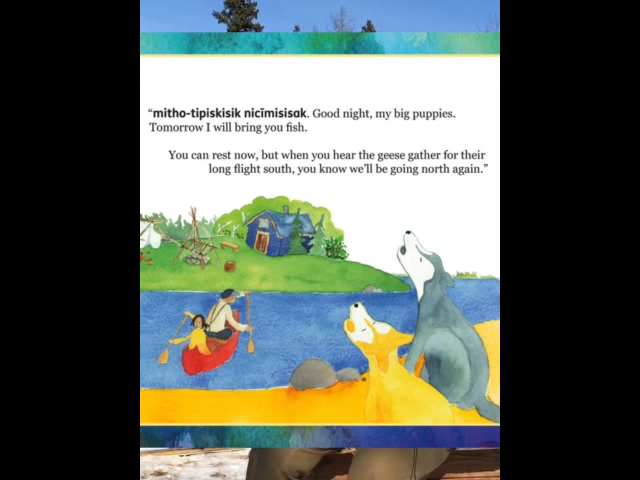 “mitho-tipiskisik nicïmisisak. Good night, my big puppies.
Tomorrow I will bring you fish.
You can rest now, but when you hear the geese gather for their
long flight south, you know we’ll be going north again.”